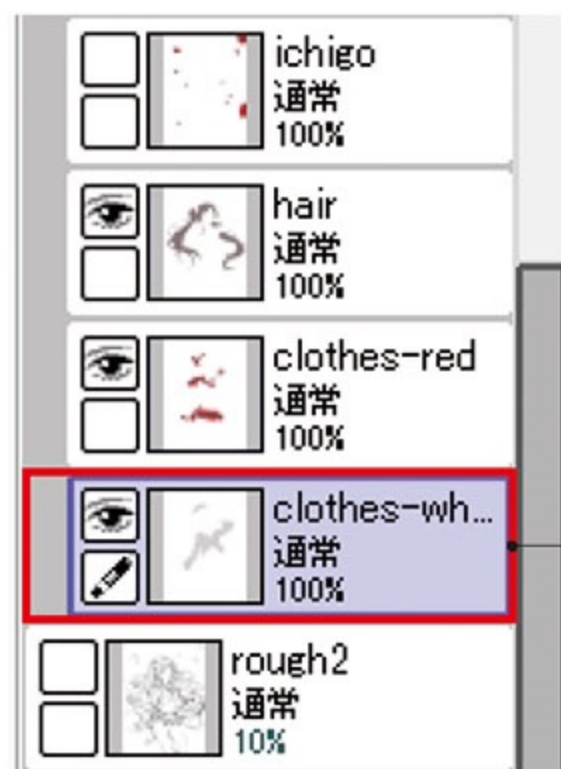 ichigo
通常
100%
hair
通常
100%
clothes-red
通常
100%
clothes-wh...
通常
100%
rough2
通常
10%